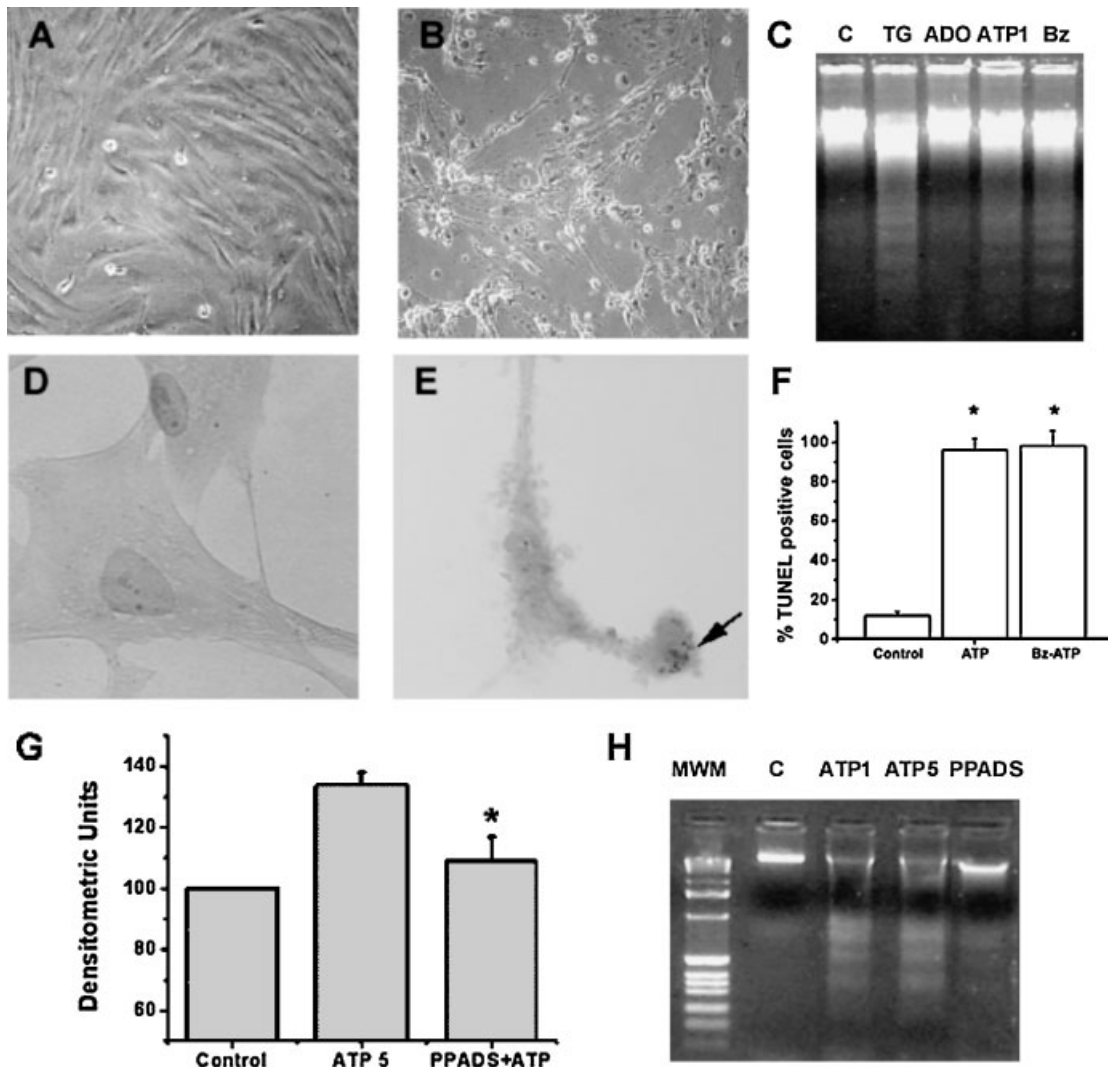 A
B
C
C TG ADO ATP1 Bz
D
E
F
% TUNEL positive cells
100
80
60
40
20
0
* *
Control ATP Bz-ATP
G
Densitometric Units
140
120
100
80
60
*
Control ATP 5 PPADS+ATP
H
MWM C ATP1 ATP5 PPADS